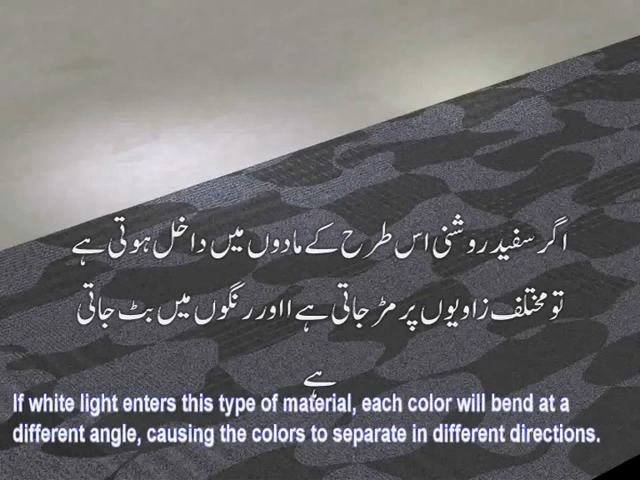 اگر سفید روشنی اس طرح کے مادوں میں داخل ہوتی ہے
تو مختلف زاویوں پر مڑ جاتی ہے ااور رنگوں میں بٹ جاتی
ہے
If white light enters this type of material, each color will bend at a
different angle, causing the colors to separate in different directions.